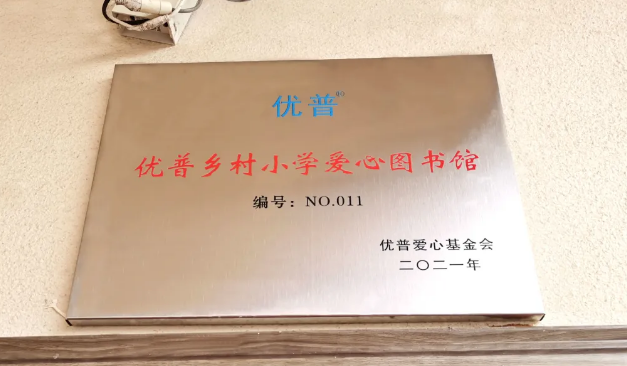 优普
优普乡村小学爱心图书馆
编号：NO.011
优普爱心基金会
二〇二一年